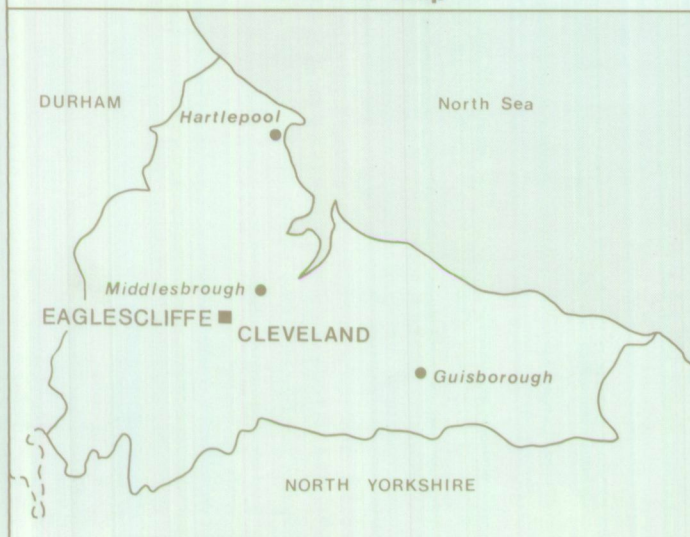 DURHAM
North Sea
Hartlepool
Middlesbrough
EAGLESCLIFFE
CLEVELAND
Guisborough
NORTH YORKSHIRE